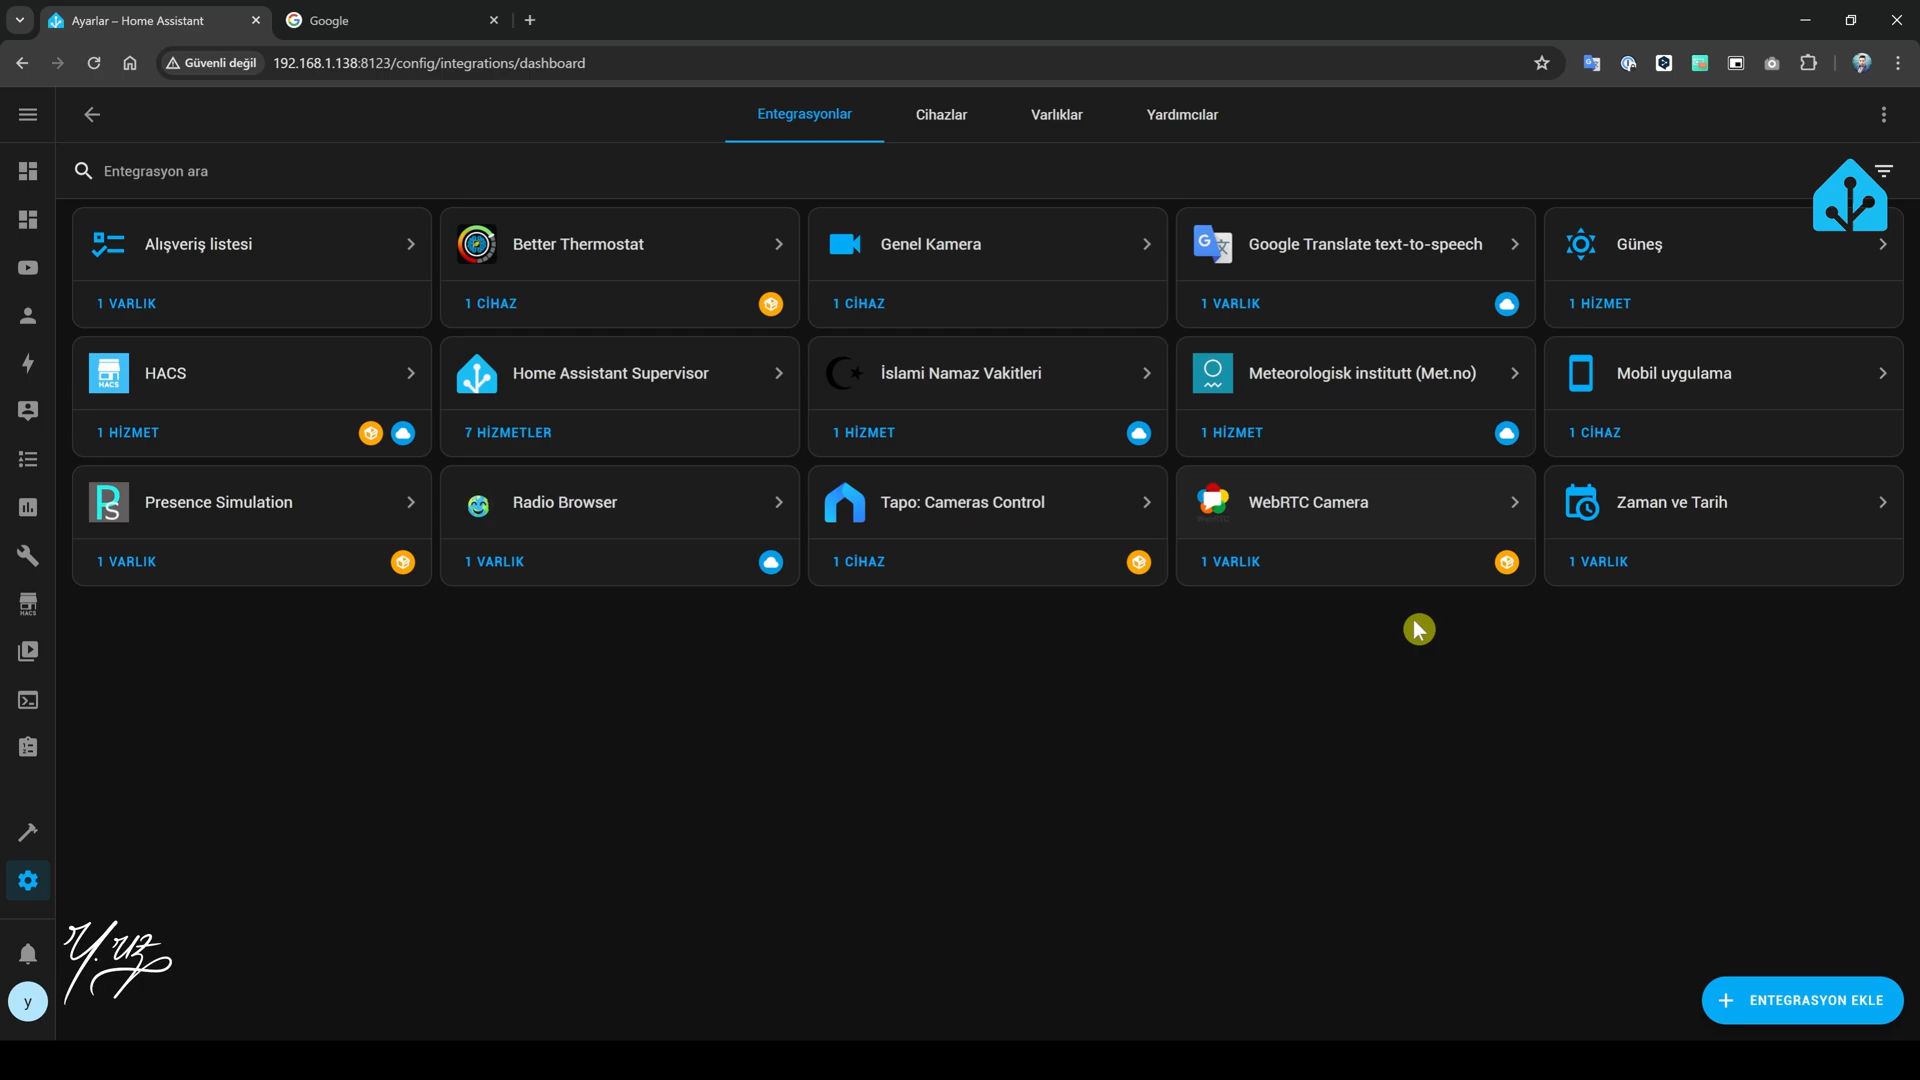 Ayarlar – Home Assistant
Google
Güvenli değil
192.168.1.138:8123/config/integrations/dashboard
Entegrasyonlar
Cihazlar
Varlıklar
Yardımcılar
Entegrasyon ara
Alışveriş listesi
Better Thermostat
Genel Kamera
Google Translate text-to-speech
Güneş
1 VARLIK
1 CİHAZ
1 CİHAZ
1 VARLIK
1 HİZMET
HACS
HACS
Home Assistant Supervisor
İslami Namaz Vakitleri
Meteorologisk institutt (Met.no)
Mobil uygulama
1 HİZMET
7 HİZMETLER
1 HİZMET
1 HİZMET
1 CİHAZ
Presence Simulation
Radio Browser
Tapo: Cameras Control
WebRTC
WebRTC Camera
Zaman ve Tarih
1 VARLIK
1 VARLIK
1 CİHAZ
1 VARLIK
1 VARLIK
HACS
Y.uz
y
ENTEGRASYON EKLE